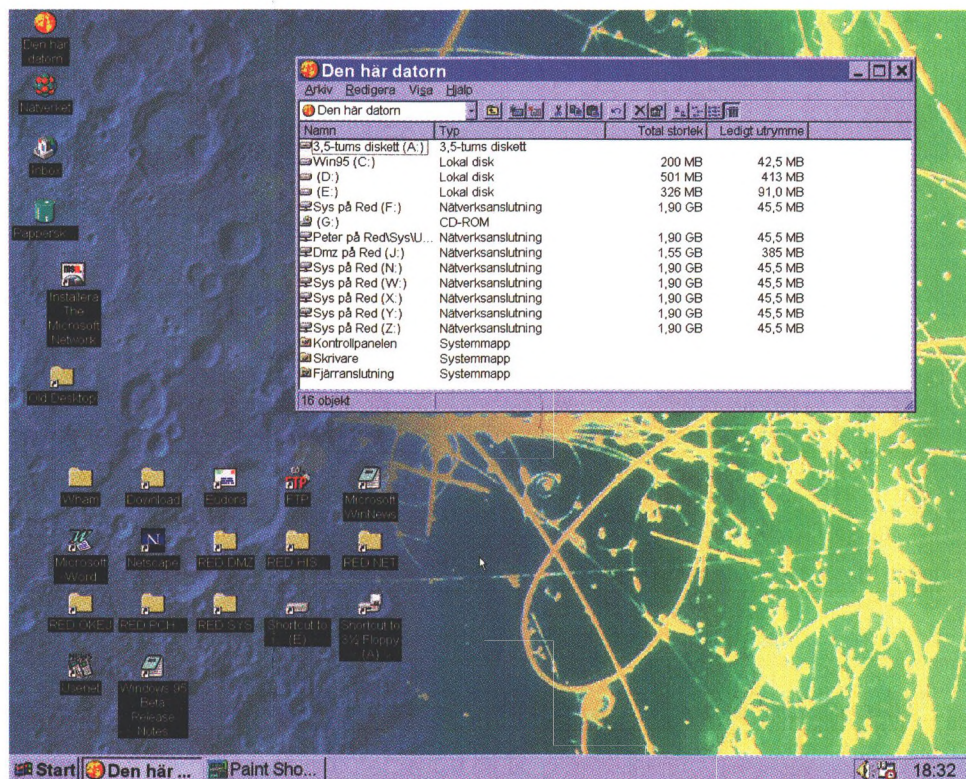 Den här
datorn
Nätverket
Inbox
Pappersk...
msn
Installera
The
Microsoft
Network
Old Desktop
Den här datorn
Arkiv Redigera Visa Hjälp
Den här datorn
Namn Typ Total storlek Ledigt utrymme
3,5-tums diskett (A:) 3,5-tums diskett
Win95 (C:) Lokal disk 200 MB 42,5 MB
(D:) Lokal disk 501 MB 413 MB
(E:) Lokal disk 326 MB 91,0 MB
Sys på Red (F:) Nätverksanslutning 1,90 GB 45,5 MB
(G:) CD-ROM
Peter på Red\Sys\U... Nätverksanslutning 1,90 GB 45,5 MB
Dmz på Red (J:) Nätverksanslutning 1,55 GB 385 MB
Sys på Red (N:) Nätverksanslutning 1,90 GB 45,5 MB
Sys på Red (W:) Nätverksanslutning 1,90 GB 45,5 MB
Sys på Red (X:) Nätverksanslutning 1,90 GB 45,5 MB
Sys på Red (Y:) Nätverksanslutning 1,90 GB 45,5 MB
Sys på Red (Z:) Nätverksanslutning 1,90 GB 45,5 MB
Kontrollpanelen Systemmapp
Skrivare Systemmapp
Fjärranslutning Systemmapp
16 objekt
Wham Download Eudora FTP Microsoft
WinNews
Microsoft
Word Netscape RED DMZ RED HIS... RED NET
RED OKEJ RED PCH... RED SYS Shortcut to
(E) Shortcut to
3½ Floppy
(A)
Usenet Windows 95
Beta
Release
Notes
Start Den här ... Paint Sho... 18:32